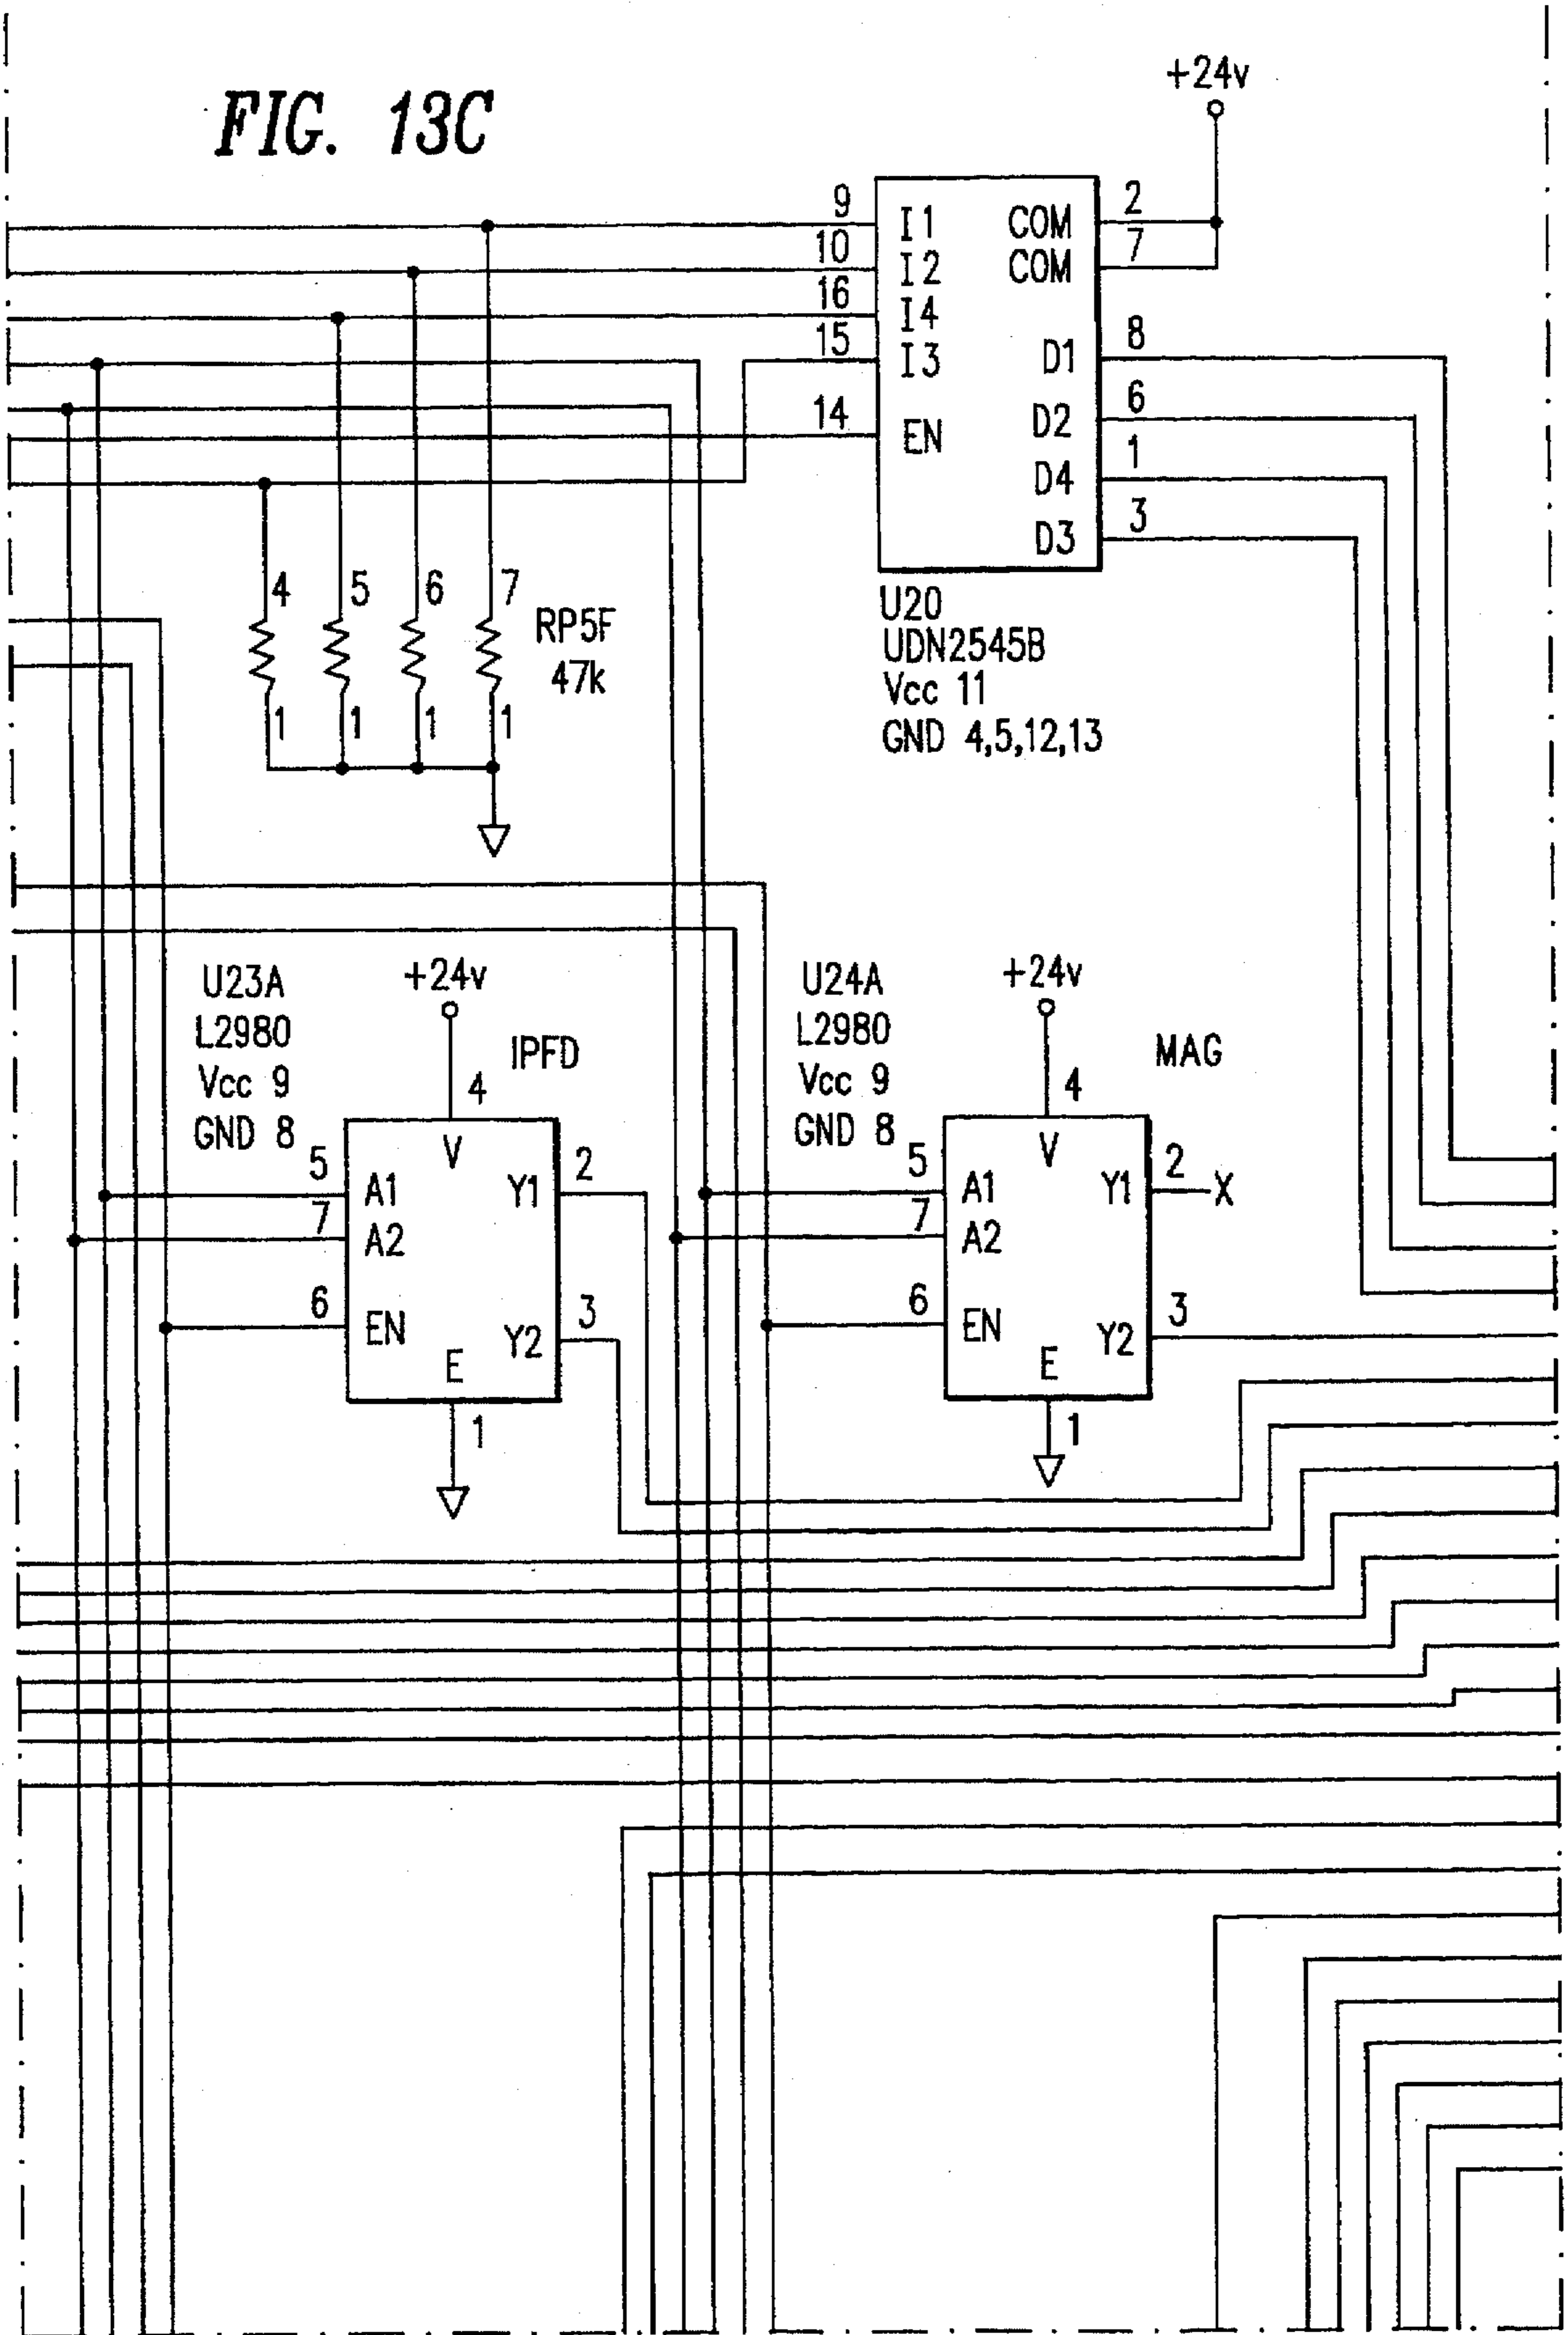 FIG. 13C
+24v
9 I1 COM 2
10 I2 COM 7
16 I4
15 I3 D1 8
14 EN D2 6
D4 1
D3 3
4 5 6 7 RP5F
47k
1 1 1 1
U20
UDN2545B
Vcc 11
GND 4,5,12,13
U23A
L2980
Vcc 9
GND 8
+24v
IPFD
4
V
5 A1 Y1 2
7 A2
6 EN Y2 3
E
1
U24A
L2980
Vcc 9
GND 8
+24v
MAG
4
V
5 A1 Y1 2 X
7 A2
6 EN Y2 3
E
1